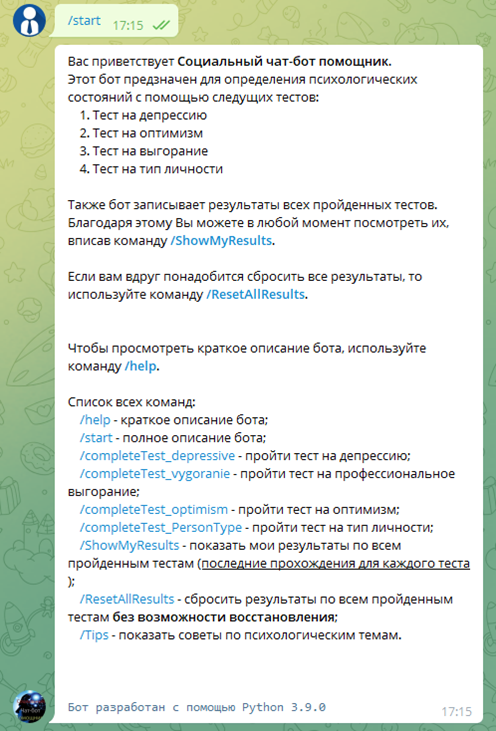 /start 17:15
Вас приветствует Социальный чат-бот помощник.
Этот бот предназначен для определения психологических
состояний с помощью следущих тестов:
1. Тест на депрессию
2. Тест на оптимизм
3. Тест на выгорание
4. Тест на тип личности
Также бот записывает результаты всех пройденных тестов.
Благодаря этому Вы можете в любой момент посмотреть их,
вписав команду /ShowMyResults.
Если вам вдруг понадобится сбросить все результаты, то
используйте команду /ResetAllResults.
Чтобы просмотреть краткое описание бота, используйте
команду /help.
Список всех команд:
/help - краткое описание бота;
/start - полное описание бота;
/completeTest_depressive - пройти тест на депрессию;
/completeTest_vygoranie - пройти тест на профессиональное
выгорание;
/completeTest_optimism - пройти тест на оптимизм;
/completeTest_PersonType - пройти тест на тип личности;
/ShowMyResults - показать мои результаты по всем
пройденным тестам (последние прохождения для каждого теста
);
/ResetAllResults - сбросить результаты по всем пройденным
тестам без возможности восстановления;
/Tips - показать советы по психологическим темам.
Бот разработан с помощью Python 3.9.0
17:15